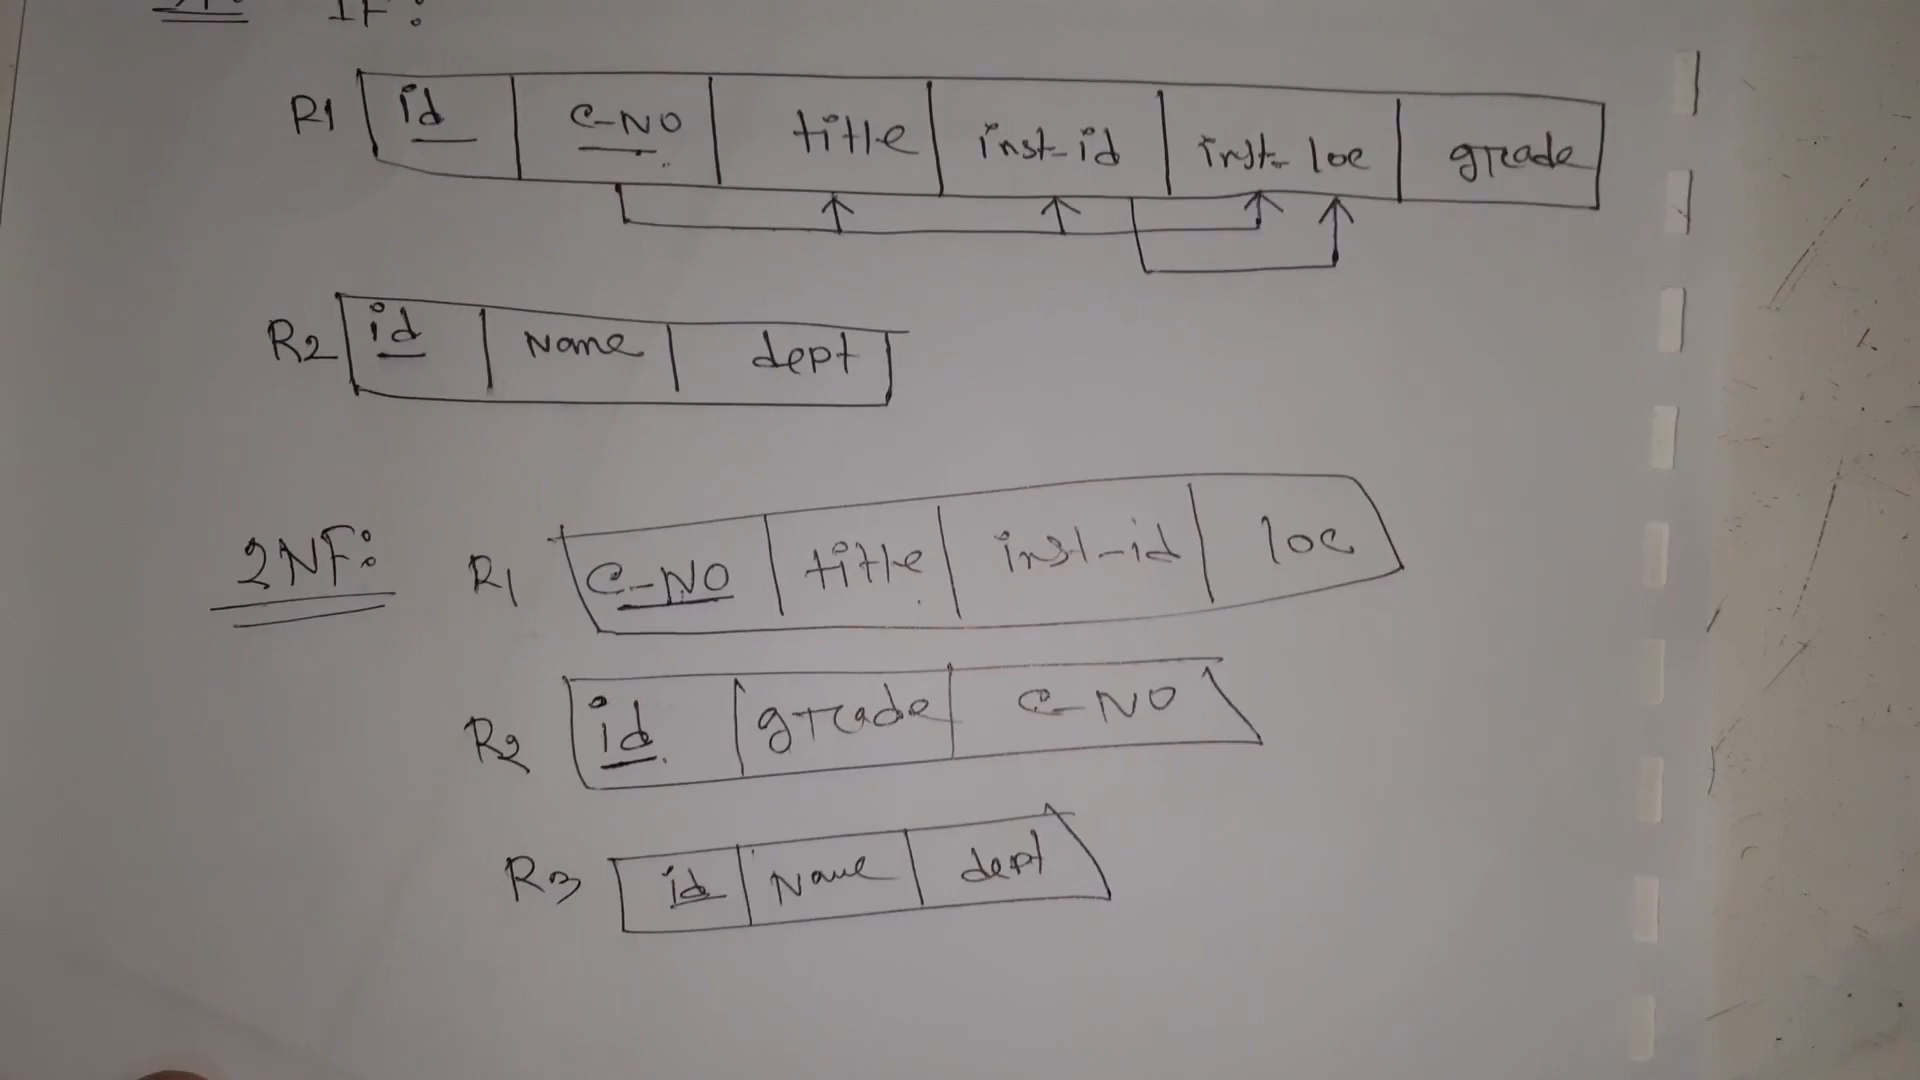 1F:
R1 id C-NO title inst-id inst-loc grade
R2 id Name dept
2NF: R1 C-NO title inst-id loc
R2 id grade C-NO
R3 id Name dept